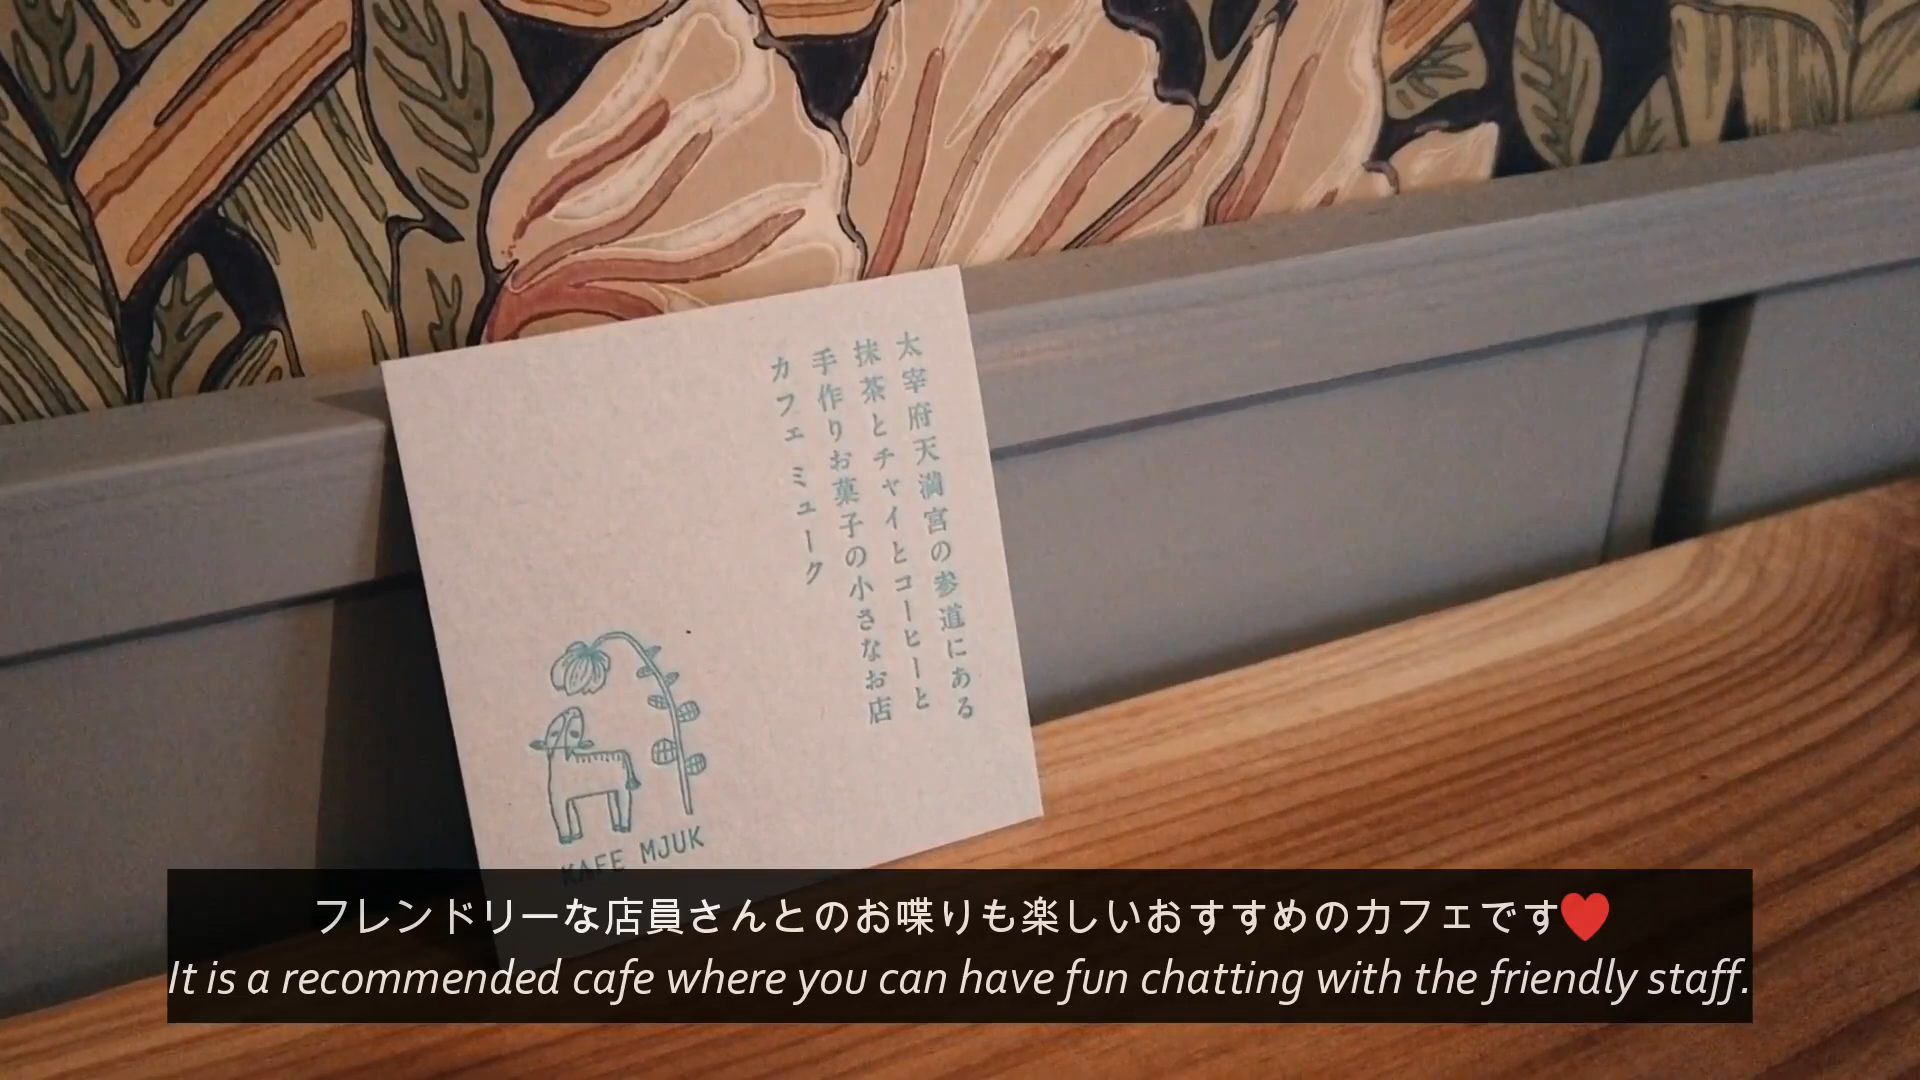 太宰府天満宮の参道にある
抹茶とチャイとコーヒーと
手作りお菓子の小さなお店
カフェ ミューク
KAFE MJUK
フレンドリーな店員さんとのお喋りも楽しいおすすめのカフェです❤️
It is a recommended cafe where you can have fun chatting with the friendly staff.